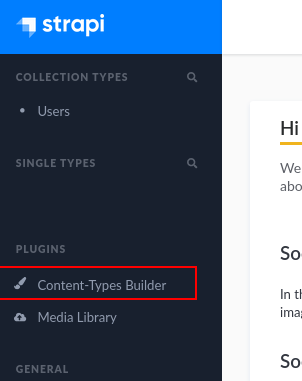 strapi
COLLECTION TYPES
Users
SINGLE TYPES
PLUGINS
Content-Types Builder
Media Library
GENERAL
Hi
We
abo
So
In th
imag
So